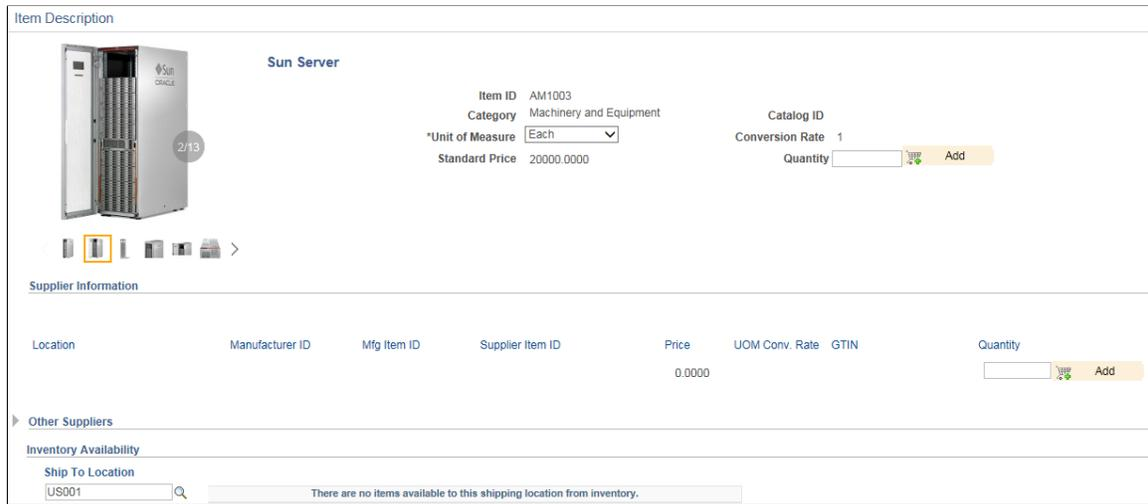 Item Description
Sun
ORACLE
2/13
Sun Server
Item ID AM1003
Category Machinery and Equipment
Catalog ID
*Unit of Measure Each
Conversion Rate 1
Standard Price 20000.0000
Quantity Add
Supplier Information
Location Manufacturer ID Mfg Item ID Supplier Item ID Price UOM Conv. Rate GTIN Quantity
0.0000 Add
Other Suppliers
Inventory Availability
Ship To Location
US001
There are no items available to this shipping location from inventory.